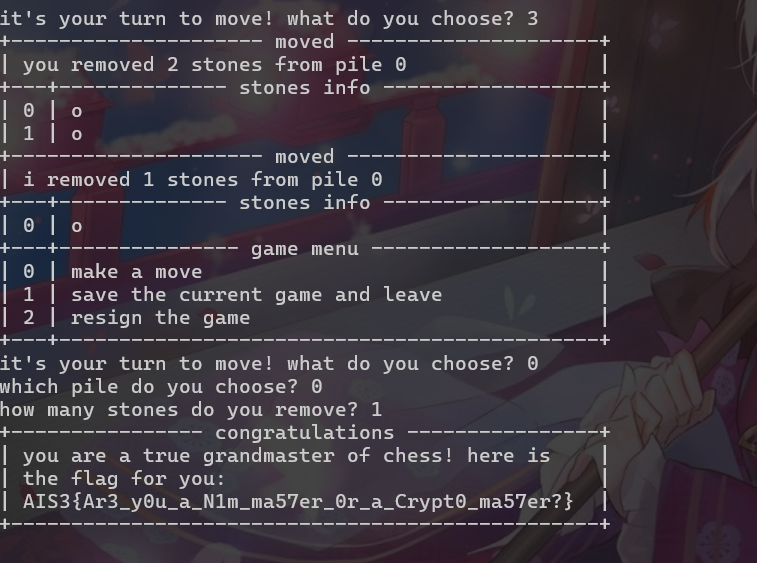 it's your turn to move! what do you choose? 3
+--------------------- moved ---------------------+
| you removed 2 stones from pile 0                |
+---+-------------- stones info ------------------+
| 0 | o                                           |
| 1 | o                                           |
+--------------------- moved ---------------------+
| i removed 1 stones from pile 0                  |
+---+-------------- stones info ------------------+
| 0 | o                                           |
+---+--------------- game menu -------------------+
| 0 | make a move                                 |
| 1 | save the current game and leave             |
| 2 | resign the game                             |
+---+---------------------------------------------+
it's your turn to move! what do you choose? 0
which pile do you choose? 0
how many stones do you remove? 1
+---------------- congratulations ----------------+
| you are a true grandmaster of chess! here is    |
| the flag for you:                               |
| AIS3{Ar3_y0u_a_N1m_ma57er_0r_a_Crypt0_ma57er?}  |
+-------------------------------------------------+